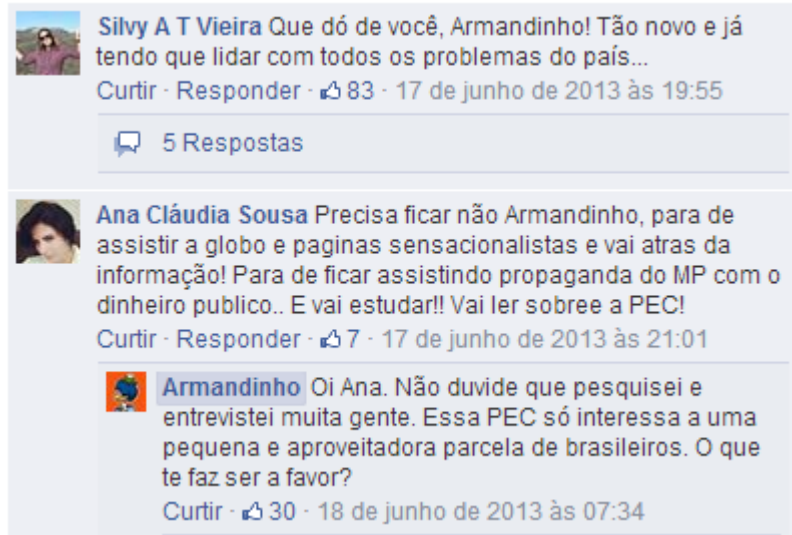 Silvy A T Vieira Que dó de você, Armandinho! Tão novo e já
tendo que lidar com todos os problemas do país...
Curtir · Responder · 83 · 17 de junho de 2013 às 19:55
5 Respostas
Ana Cláudia Sousa Precisa ficar não Armandinho, para de
assistir a globo e paginas sensacionalistas e vai atras da
informação! Para de ficar assistindo propaganda do MP com o
dinheiro publico.. E vai estudar!! Vai ler sobree a PEC!
Curtir · Responder · 7 · 17 de junho de 2013 às 21:01
Armandinho Oi Ana. Não duvide que pesquisei e
entrevistei muita gente. Essa PEC só interessa a uma
pequena e aproveitadora parcela de brasileiros. O que
te faz ser a favor?
Curtir · 30 · 18 de junho de 2013 às 07:34